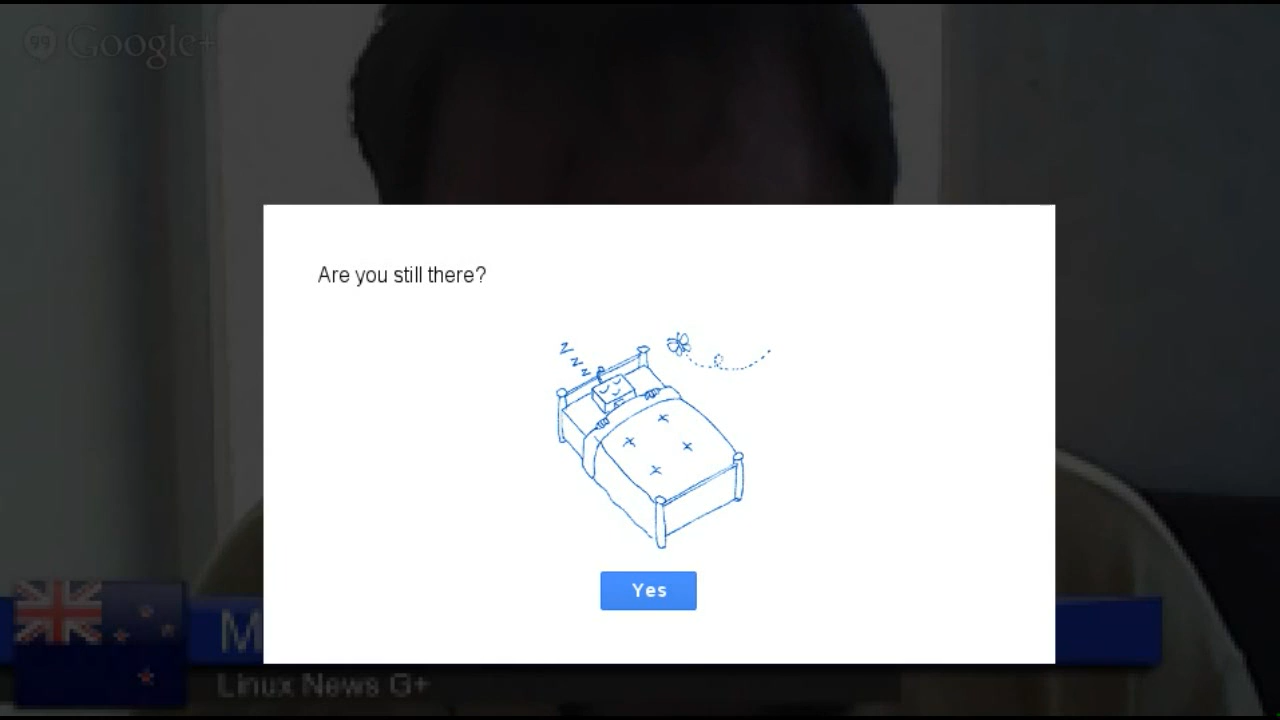 Google+
Are you still there?
z
z
z
Yes
M
Linux News G+